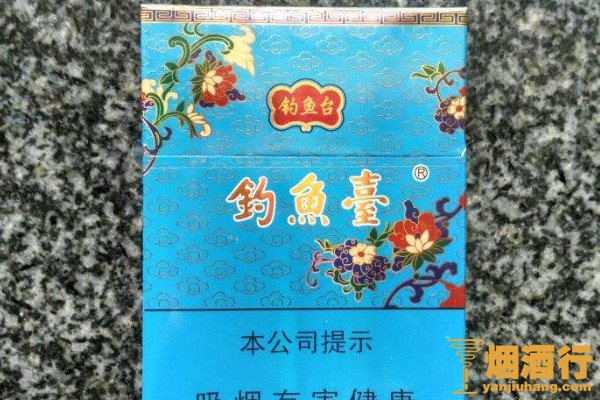 钓鱼台
釣魚臺®
本公司提示
吸烟有害健康
烟酒行
yanjiuhang.com